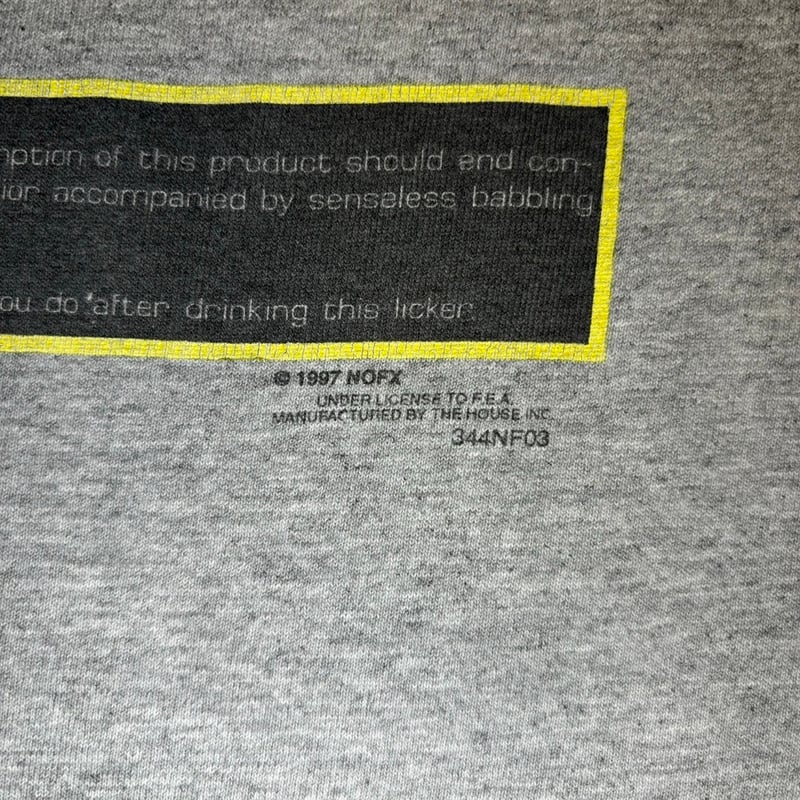 mption of this product should end con-
ior accompanied by senseless babbling
ou do after drinking this licker
© 1997 NOFX
UNDER LICENSE TO F.E.A.
MANUFACTURED BY THE HOUSE INC.
344NF03